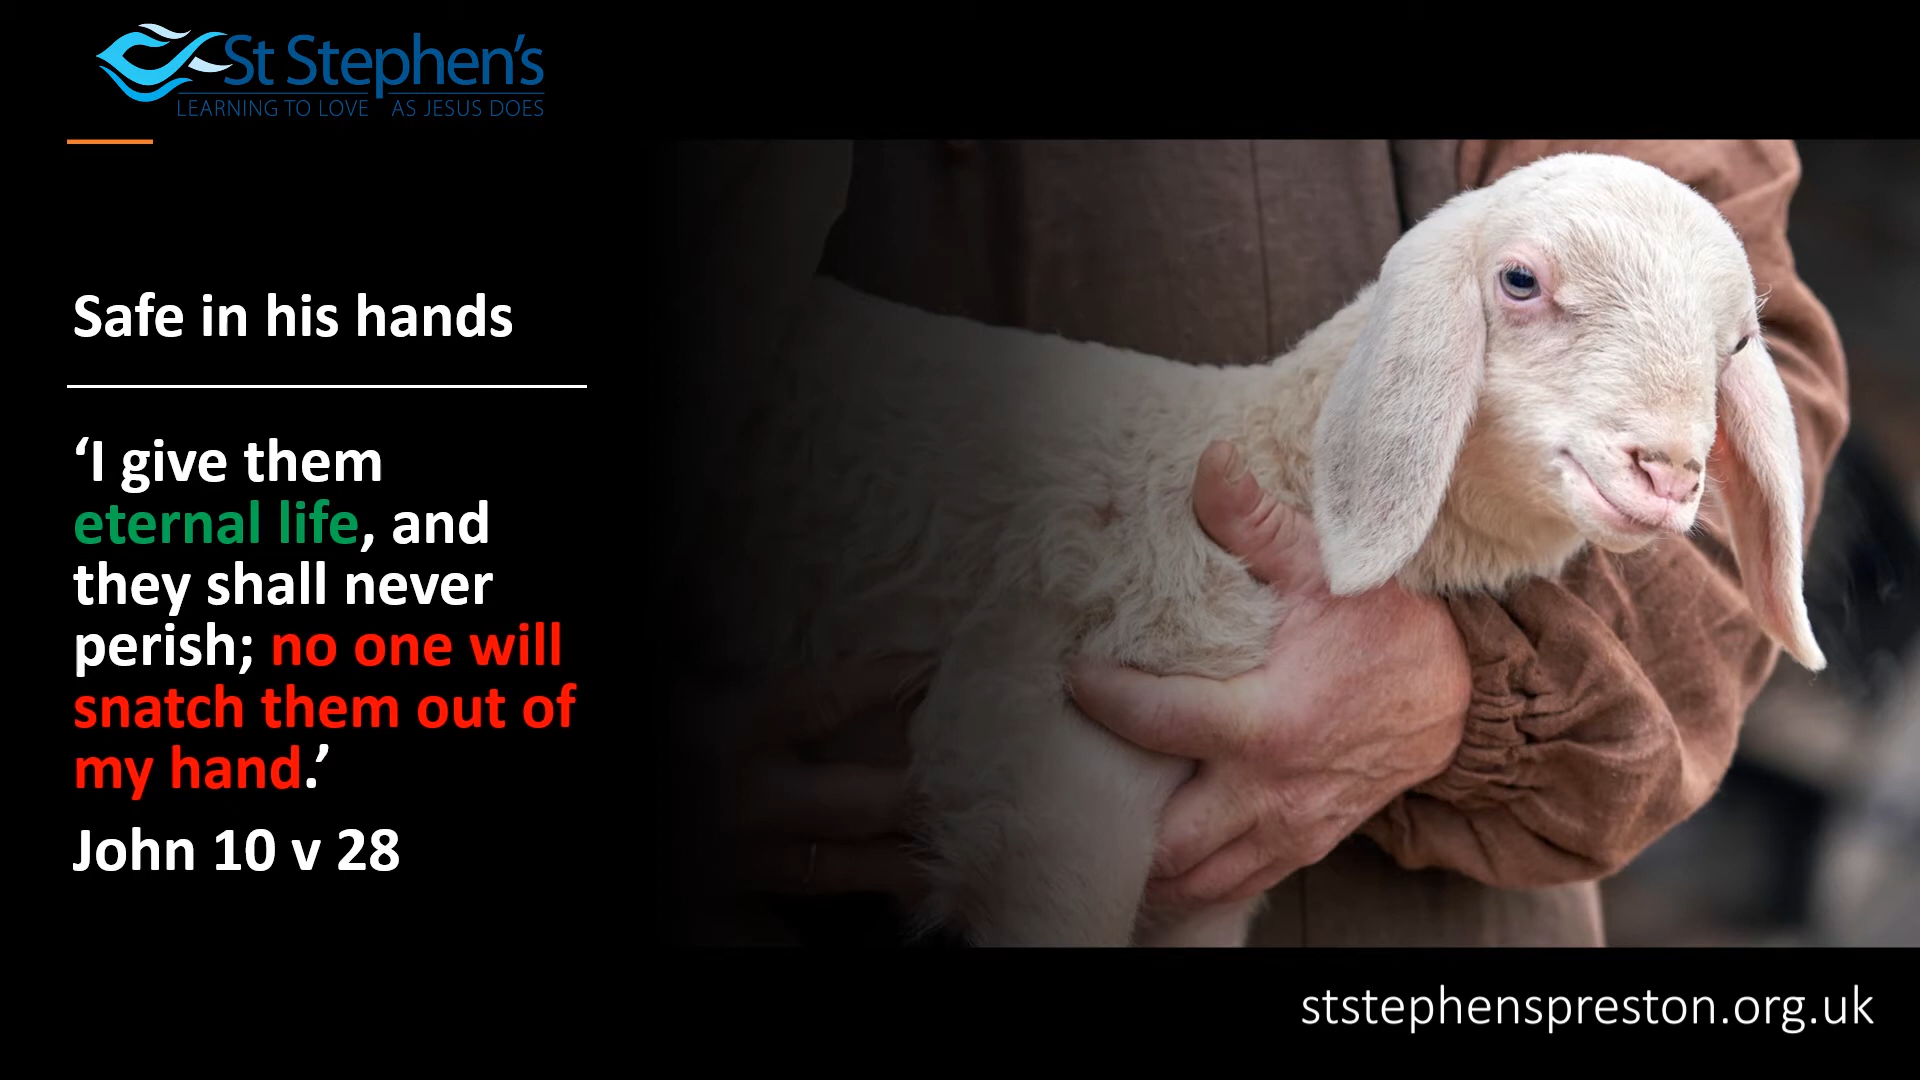 St Stephen’s
LEARNING TO LOVE AS JESUS DOES
Safe in his hands
‘I give them
eternal life, and
they shall never
perish; no one will
snatch them out of
my hand.’
John 10 v 28
ststephenspreston.org.uk